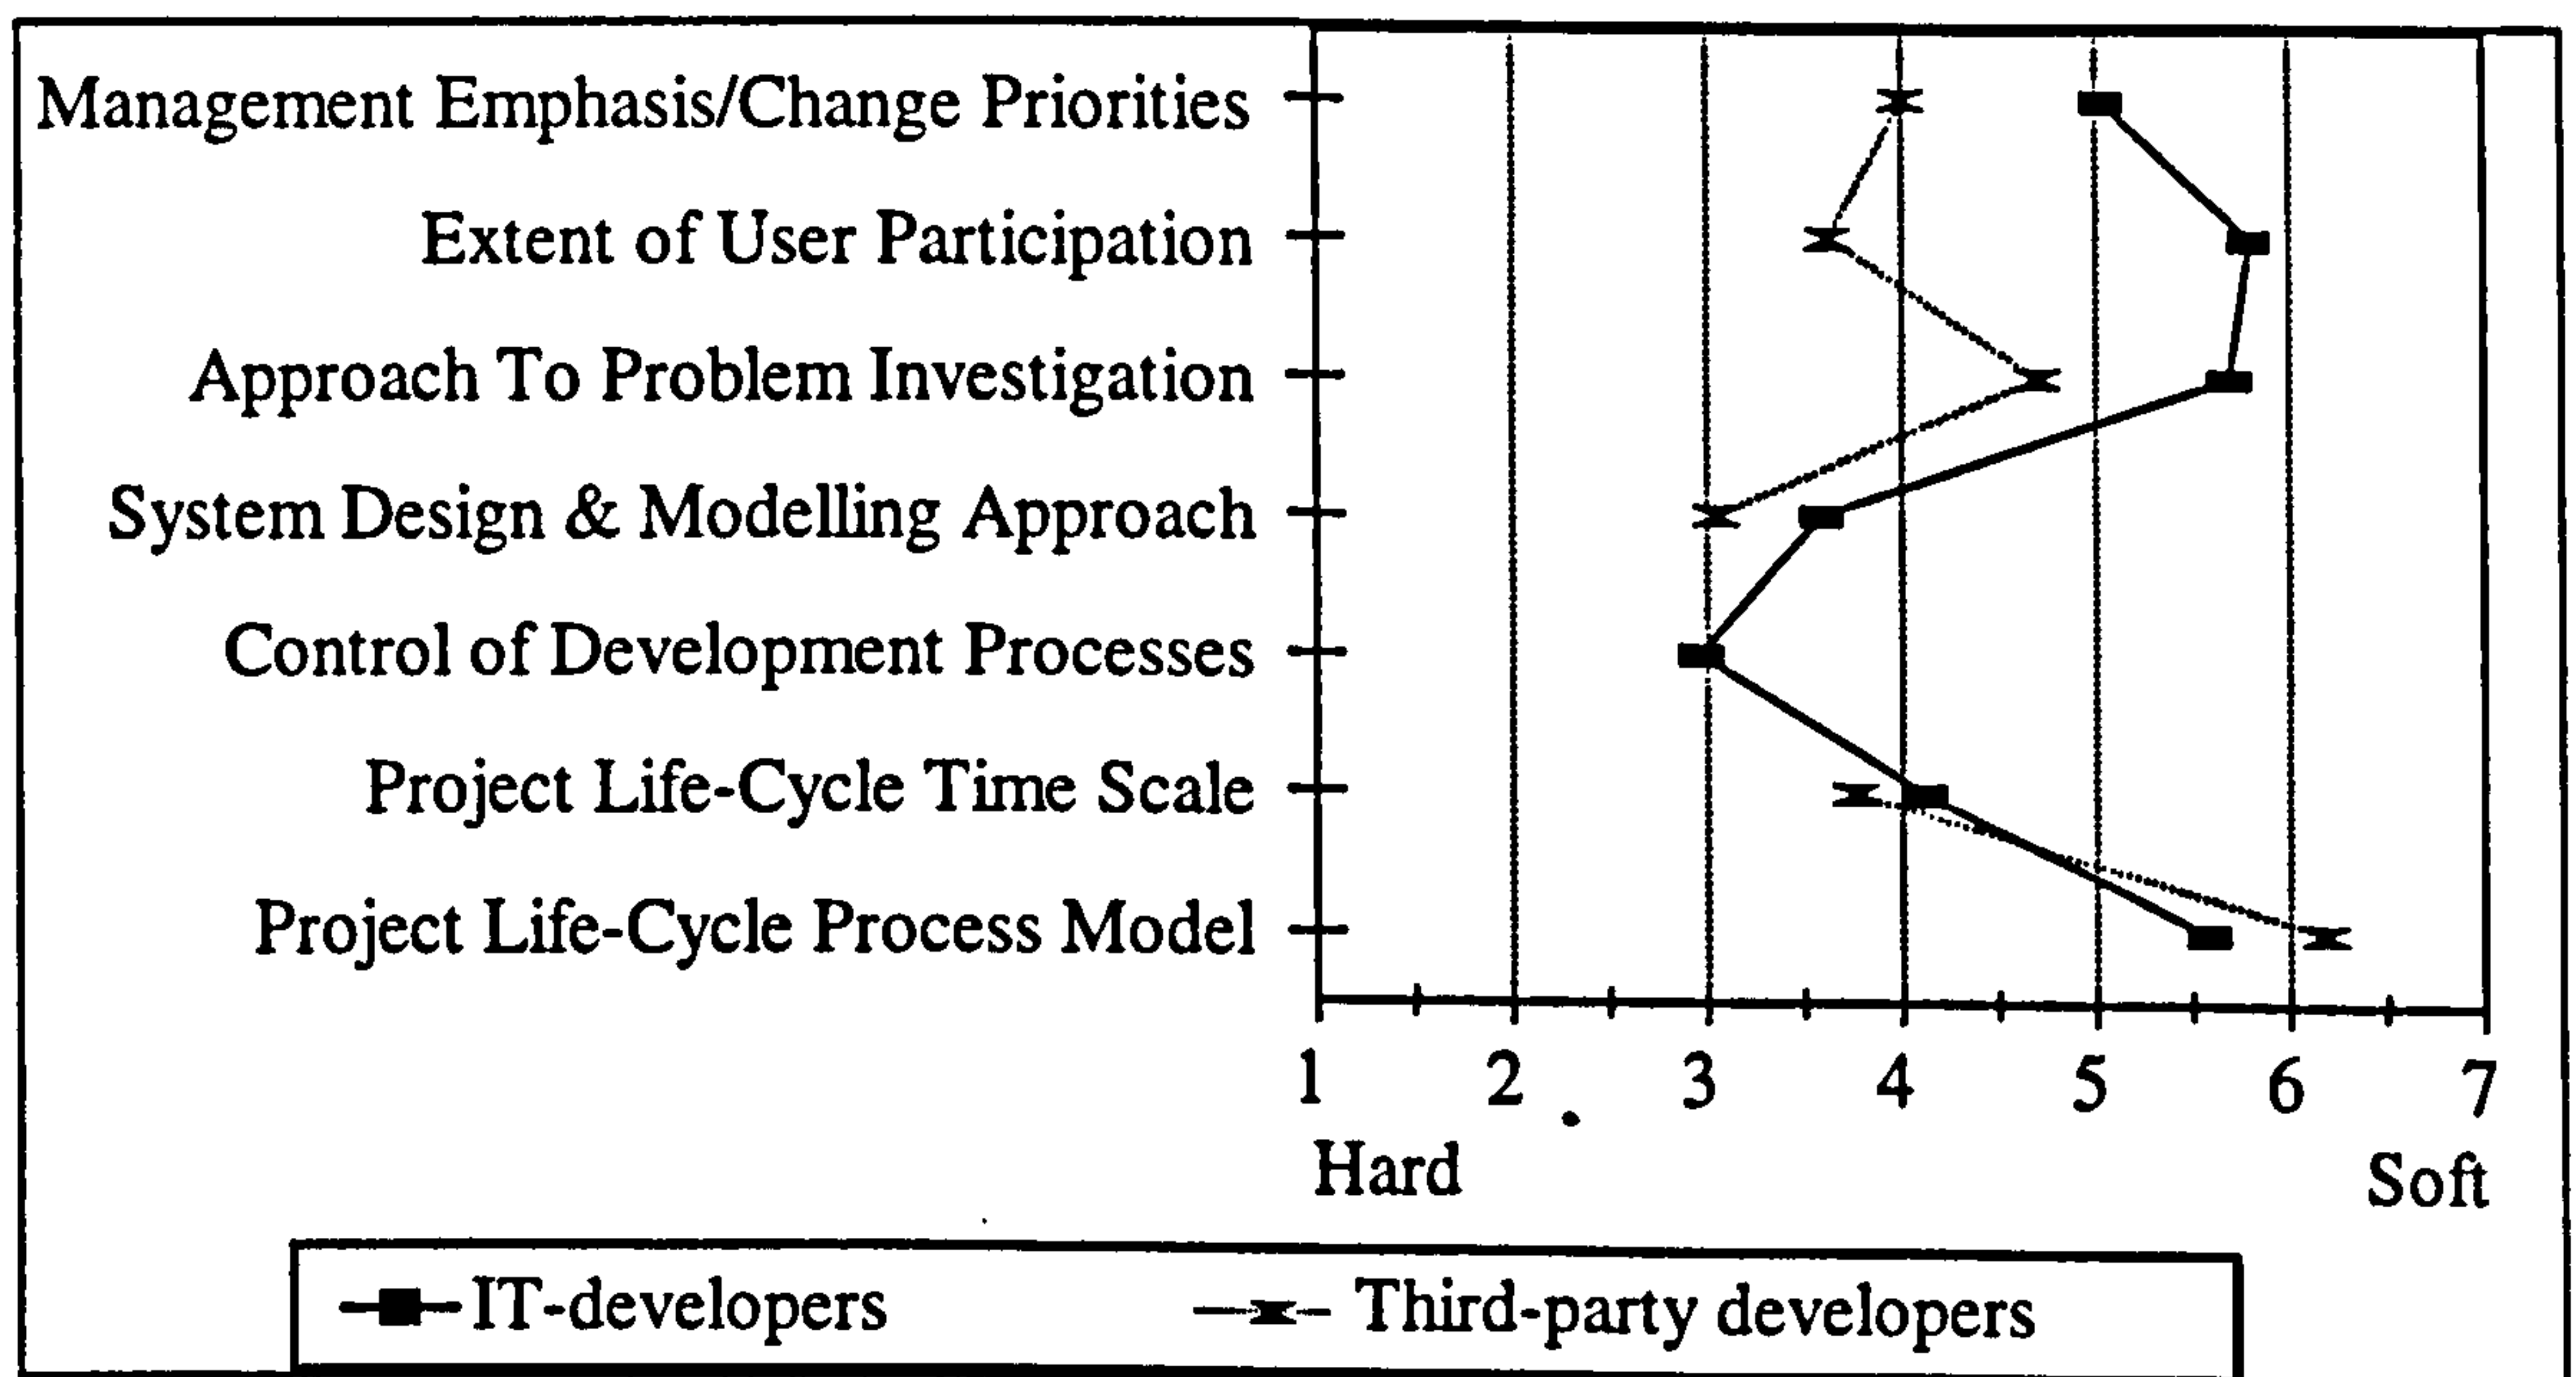 Management Emphasis/Change Priorities
Extent of User Participation
Approach To Problem Investigation
System Design & Modelling Approach
Control of Development Processes
Project Life-Cycle Time Scale
Project Life-Cycle Process Model
1 2 3 4 5 6 7
Hard Soft
IT-developers Third-party developers